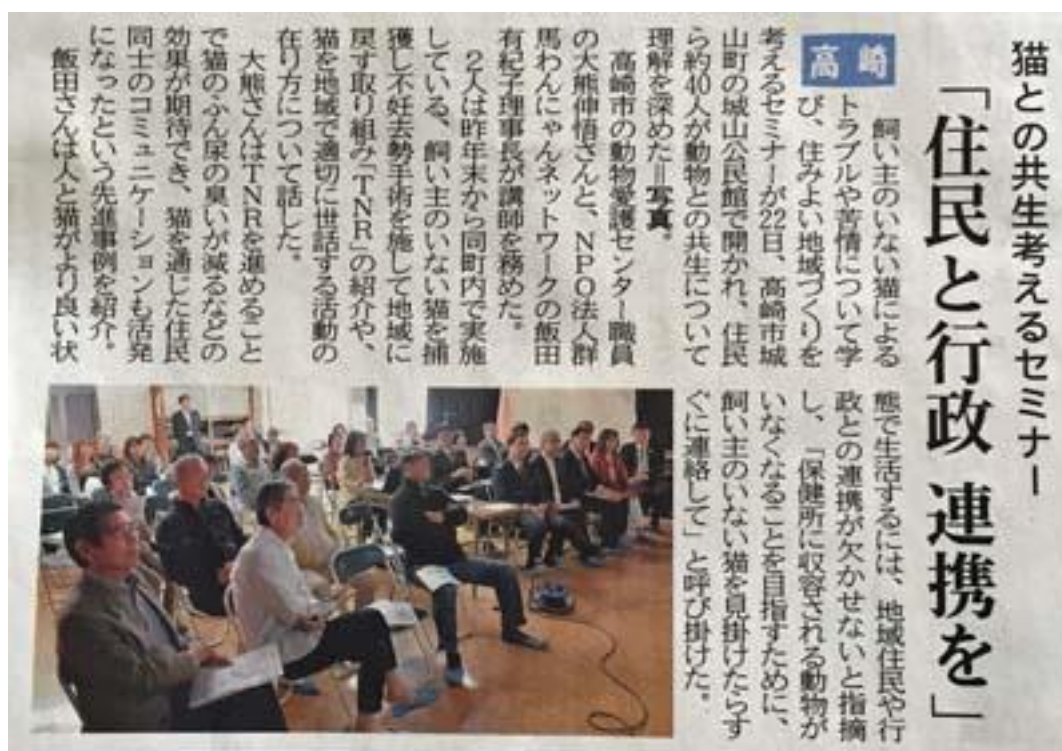 猫との共生考えるセミナー
「住民と行政 連携を」
高崎
飼い主のいない猫による
トラブルや苦情について学
び、住みよい地域づくりを
考えるセミナーが22日、高崎市城
山町の城山公民館で開かれ、住民
ら約40人が動物との共生について
理解を深めた＝写真。
高崎市の動物愛護センター職員
の大熊伸悟さんと、NPO法人群
馬わんにゃんネットワークの飯田
有紀子理事長が講師を務めた。
2人は昨年末から同町内で実施
している、飼い主のいない猫を捕
獲し不妊去勢手術を施して地域に
戻す取り組み「TNR」の紹介や、
猫を地域で適切に世話する活動の
在り方について話した。
大熊さんはTNRを進めること
で猫のふん尿の臭いが減るなどの
効果が期待でき、猫を通じた住民
同士のコミュニケーションも活発
になったという先進事例を紹介。
飯田さんは人と猫がより良い状
態で生活するには、地域住民や行
政との連携が欠かせないと指摘
し、「保健所に収容される動物が
いなくなることを目指すために、
飼い主のいない猫を見掛けたらす
ぐに連絡して」と呼び掛けた。